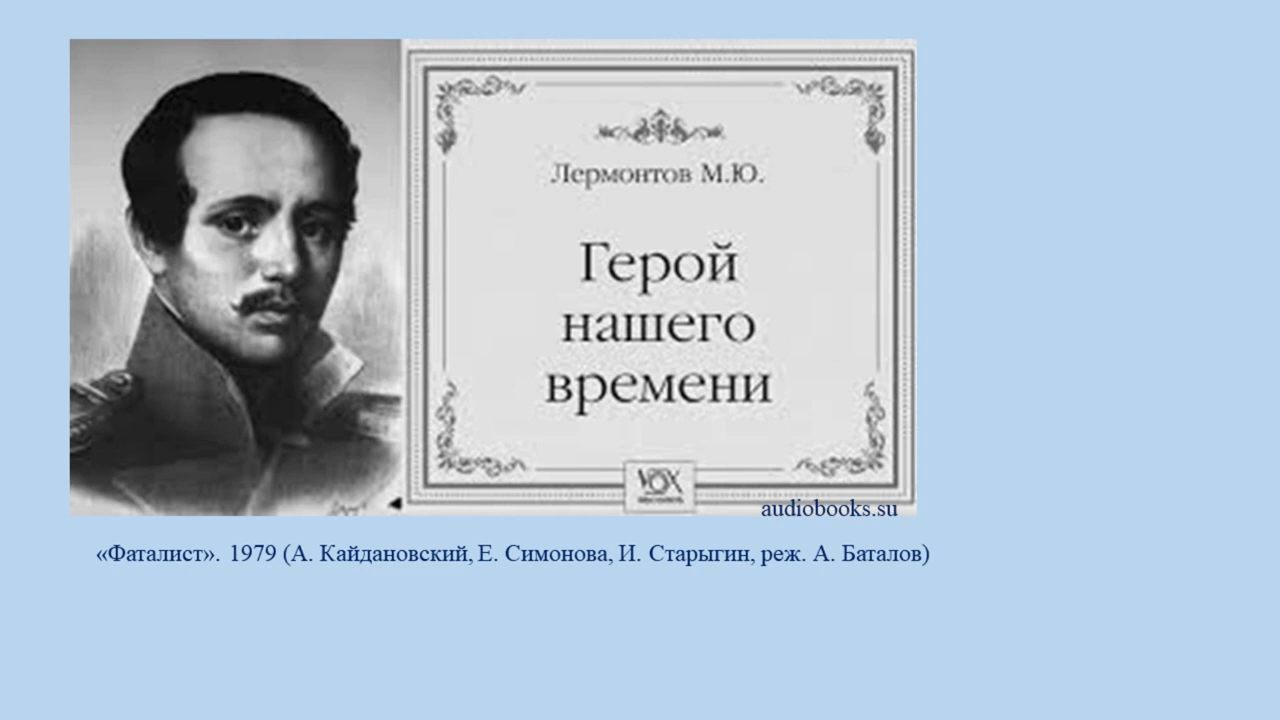 Лермонтов М.Ю.
Герой
нашего
времени
VOX
audiobooks.su
«Фаталист». 1979 (А. Кайдановский, Е. Симонова, И. Старыгин, реж. А. Баталов)